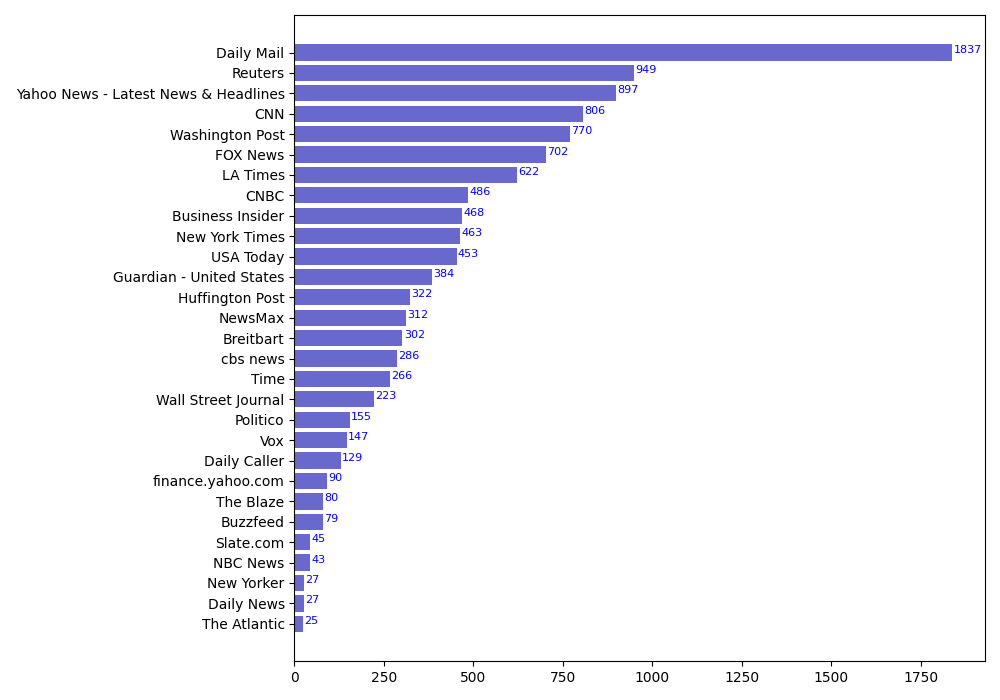 Daily Mail 1837
Reuters 949
Yahoo News - Latest News & Headlines 897
CNN 806
Washington Post 770
FOX News 702
LA Times 622
CNBC 486
Business Insider 468
New York Times 463
USA Today 453
Guardian - United States 384
Huffington Post 322
NewsMax 312
Breitbart 302
cbs news 286
Time 266
Wall Street Journal 223
Politico 155
Vox 147
Daily Caller 129
finance.yahoo.com 90
The Blaze 80
Buzzfeed 79
Slate.com 45
NBC News 43
New Yorker 27
Daily News 27
The Atlantic 25
0 250 500 750 1000 1250 1500 1750